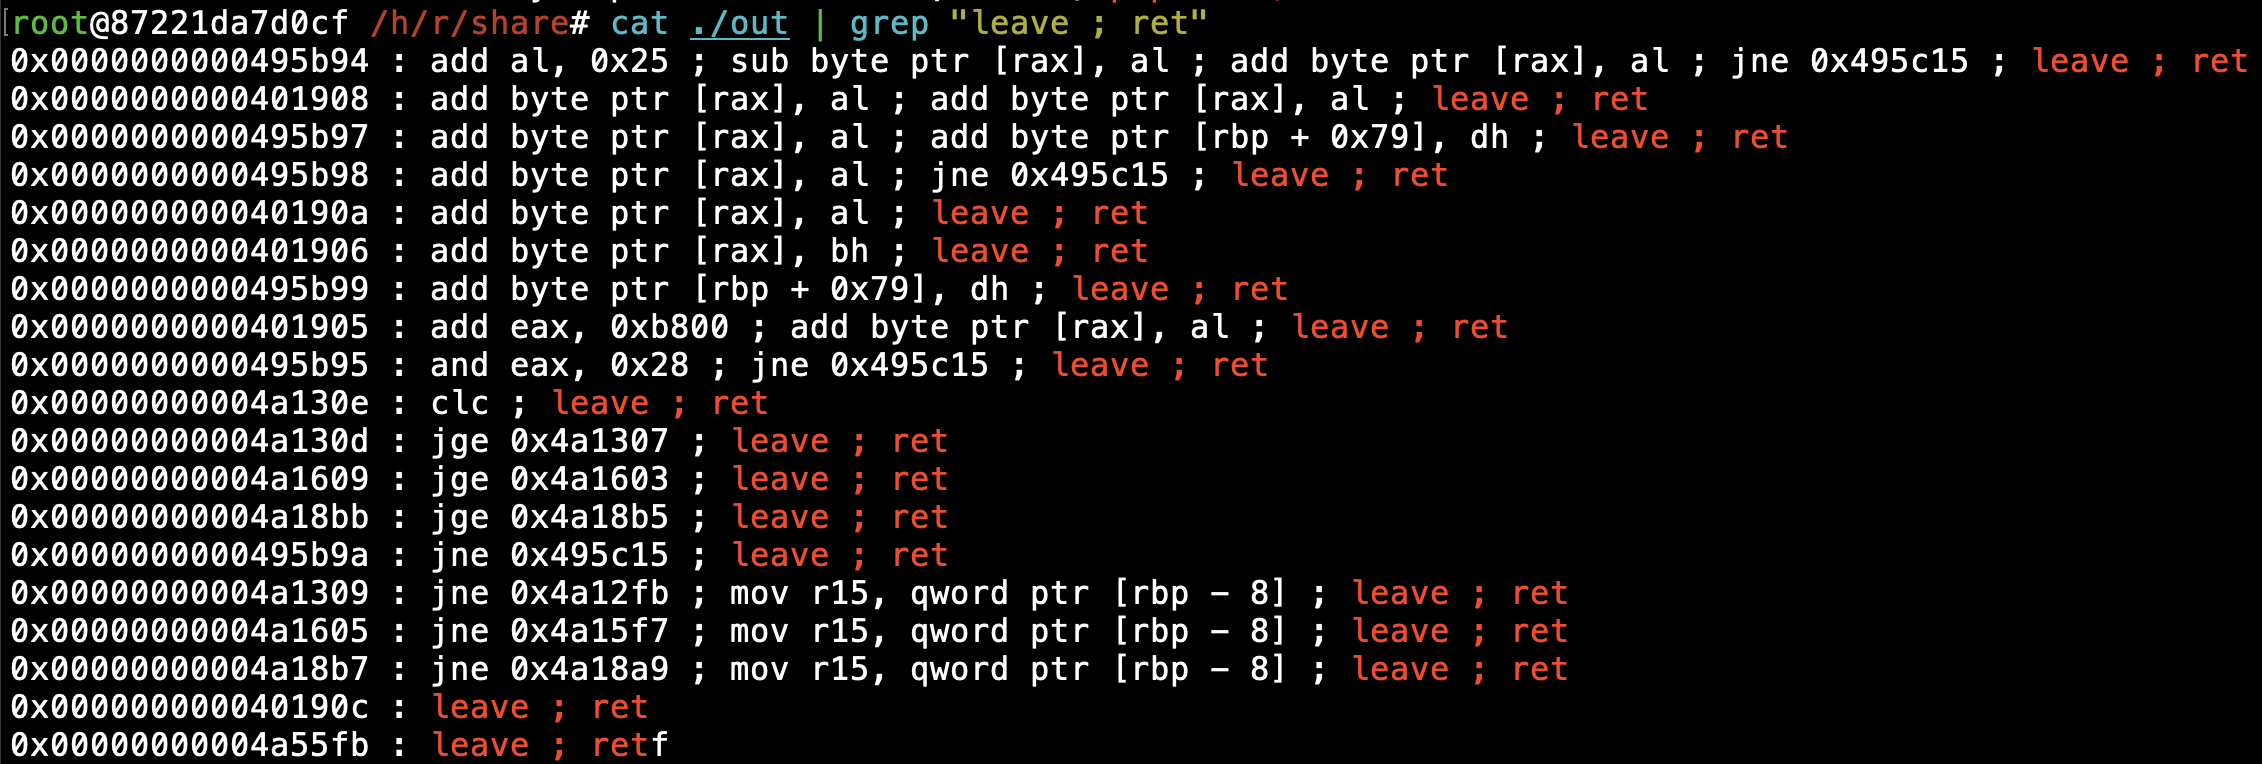 [root@87221da7d0cf /h/r/share# cat ./out | grep "leave ; ret"
0x0000000000495b94 : add al, 0x25 ; sub byte ptr [rax], al ; add byte ptr [rax], al ; jne 0x495c15 ; leave ; ret
0x0000000000401908 : add byte ptr [rax], al ; add byte ptr [rax], al ; leave ; ret
0x0000000000495b97 : add byte ptr [rax], al ; add byte ptr [rbp + 0x79], dh ; leave ; ret
0x0000000000495b98 : add byte ptr [rax], al ; jne 0x495c15 ; leave ; ret
0x000000000040190a : add byte ptr [rax], al ; leave ; ret
0x0000000000401906 : add byte ptr [rax], bh ; leave ; ret
0x0000000000495b99 : add byte ptr [rbp + 0x79], dh ; leave ; ret
0x0000000000401905 : add eax, 0xb800 ; add byte ptr [rax], al ; leave ; ret
0x0000000000495b95 : and eax, 0x28 ; jne 0x495c15 ; leave ; ret
0x00000000004a130e : clc ; leave ; ret
0x00000000004a130d : jge 0x4a1307 ; leave ; ret
0x00000000004a1609 : jge 0x4a1603 ; leave ; ret
0x00000000004a18bb : jge 0x4a18b5 ; leave ; ret
0x0000000000495b9a : jne 0x495c15 ; leave ; ret
0x00000000004a1309 : jne 0x4a12fb ; mov r15, qword ptr [rbp - 8] ; leave ; ret
0x00000000004a1605 : jne 0x4a15f7 ; mov r15, qword ptr [rbp - 8] ; leave ; ret
0x00000000004a18b7 : jne 0x4a18a9 ; mov r15, qword ptr [rbp - 8] ; leave ; ret
0x000000000040190c : leave ; ret
0x00000000004a55fb : leave ; retf